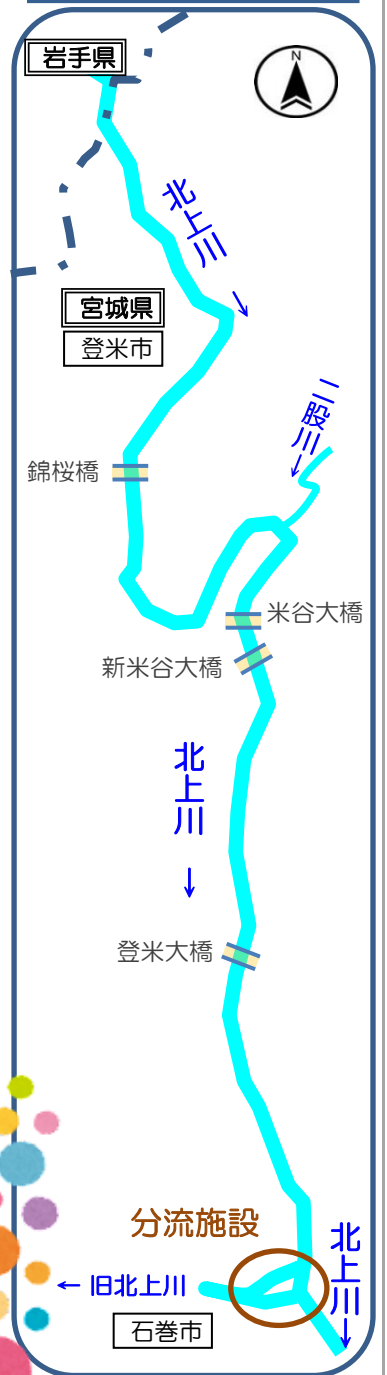 岩手県
N
北上川
↓
宮城県
登米市
二股川
↓
錦桜橋
米谷大橋
新米谷大橋
北上川
↓
登米大橋
分流施設
北上川
↓
← 旧北上川
石巻市